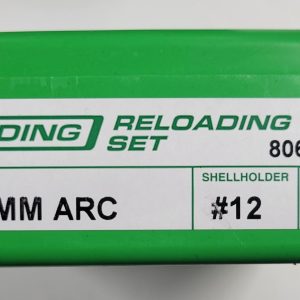 DING RELOADING
SET
806
SHELLHOLDER
MM ARC #12